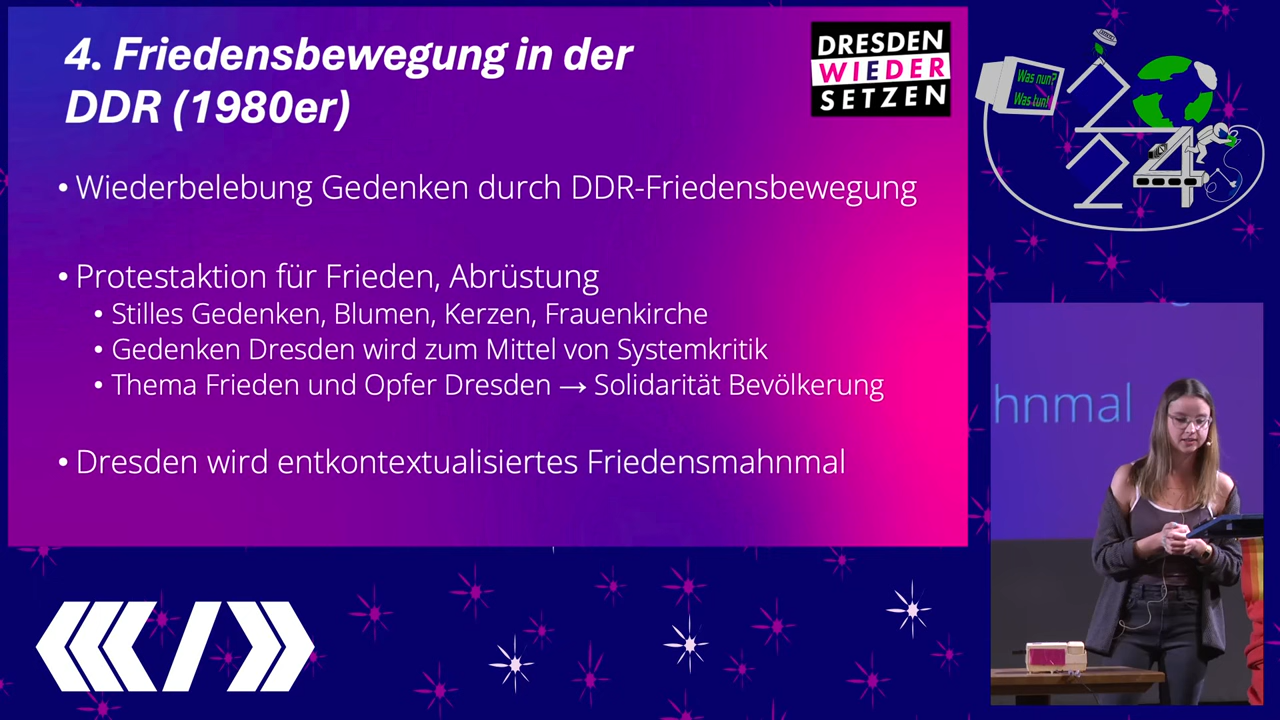 4. Friedensbewegung in der
DDR (1980er)
DRESDEN
WIEDER
SETZEN
• Wiederbelebung Gedenken durch DDR-Friedensbewegung
• Protestaktion für Frieden, Abrüstung
• Stilles Gedenken, Blumen, Kerzen, Frauenkirche
• Gedenken Dresden wird zum Mittel von Systemkritik
• Thema Frieden und Opfer Dresden → Solidarität Bevölkerung
• Dresden wird entkontextualisiertes Friedensmahnmal
Was nun?
Was tun!
2
24
hnmal